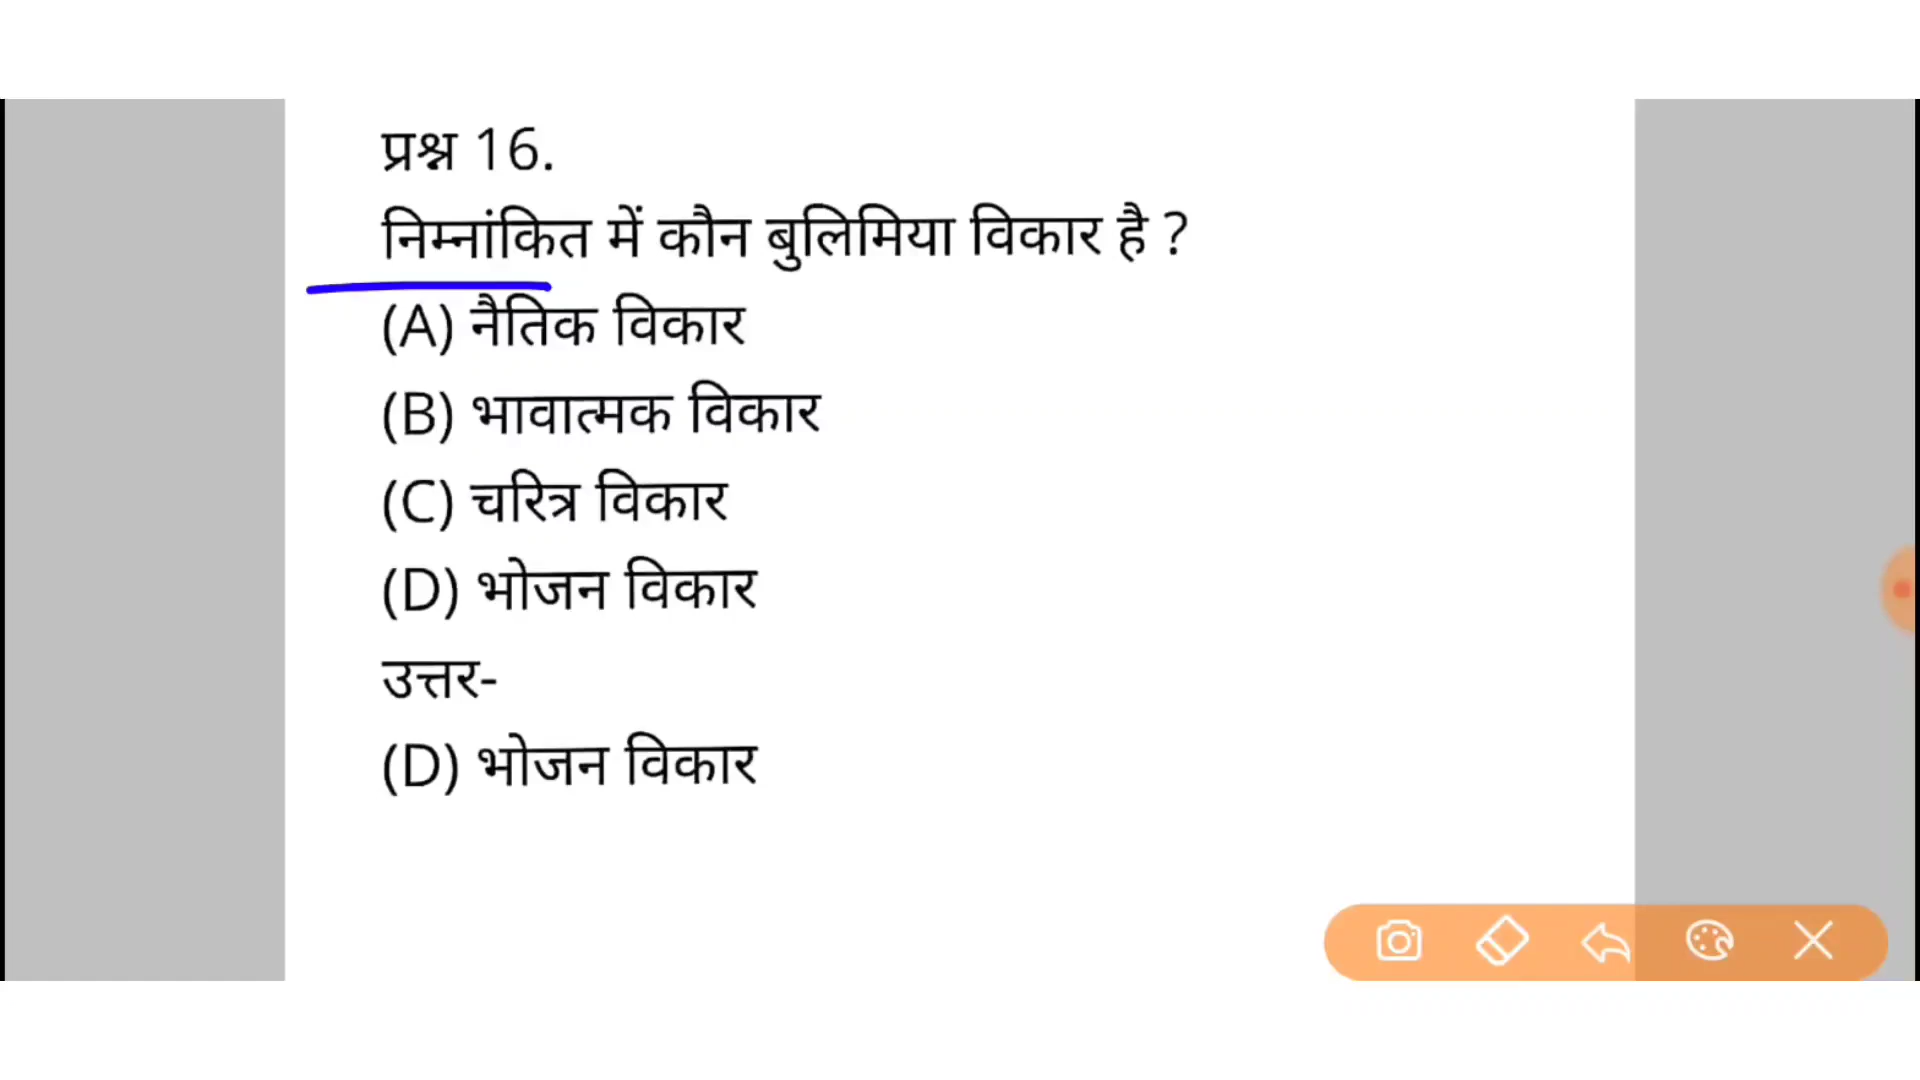 प्रश्न 16.
निम्नांकित में कौन बुलिमिया विकार है ?
(A) नैतिक विकार
(B) भावात्मक विकार
(C) चरित्र विकार
(D) भोजन विकार
उत्तर-
(D) भोजन विकार